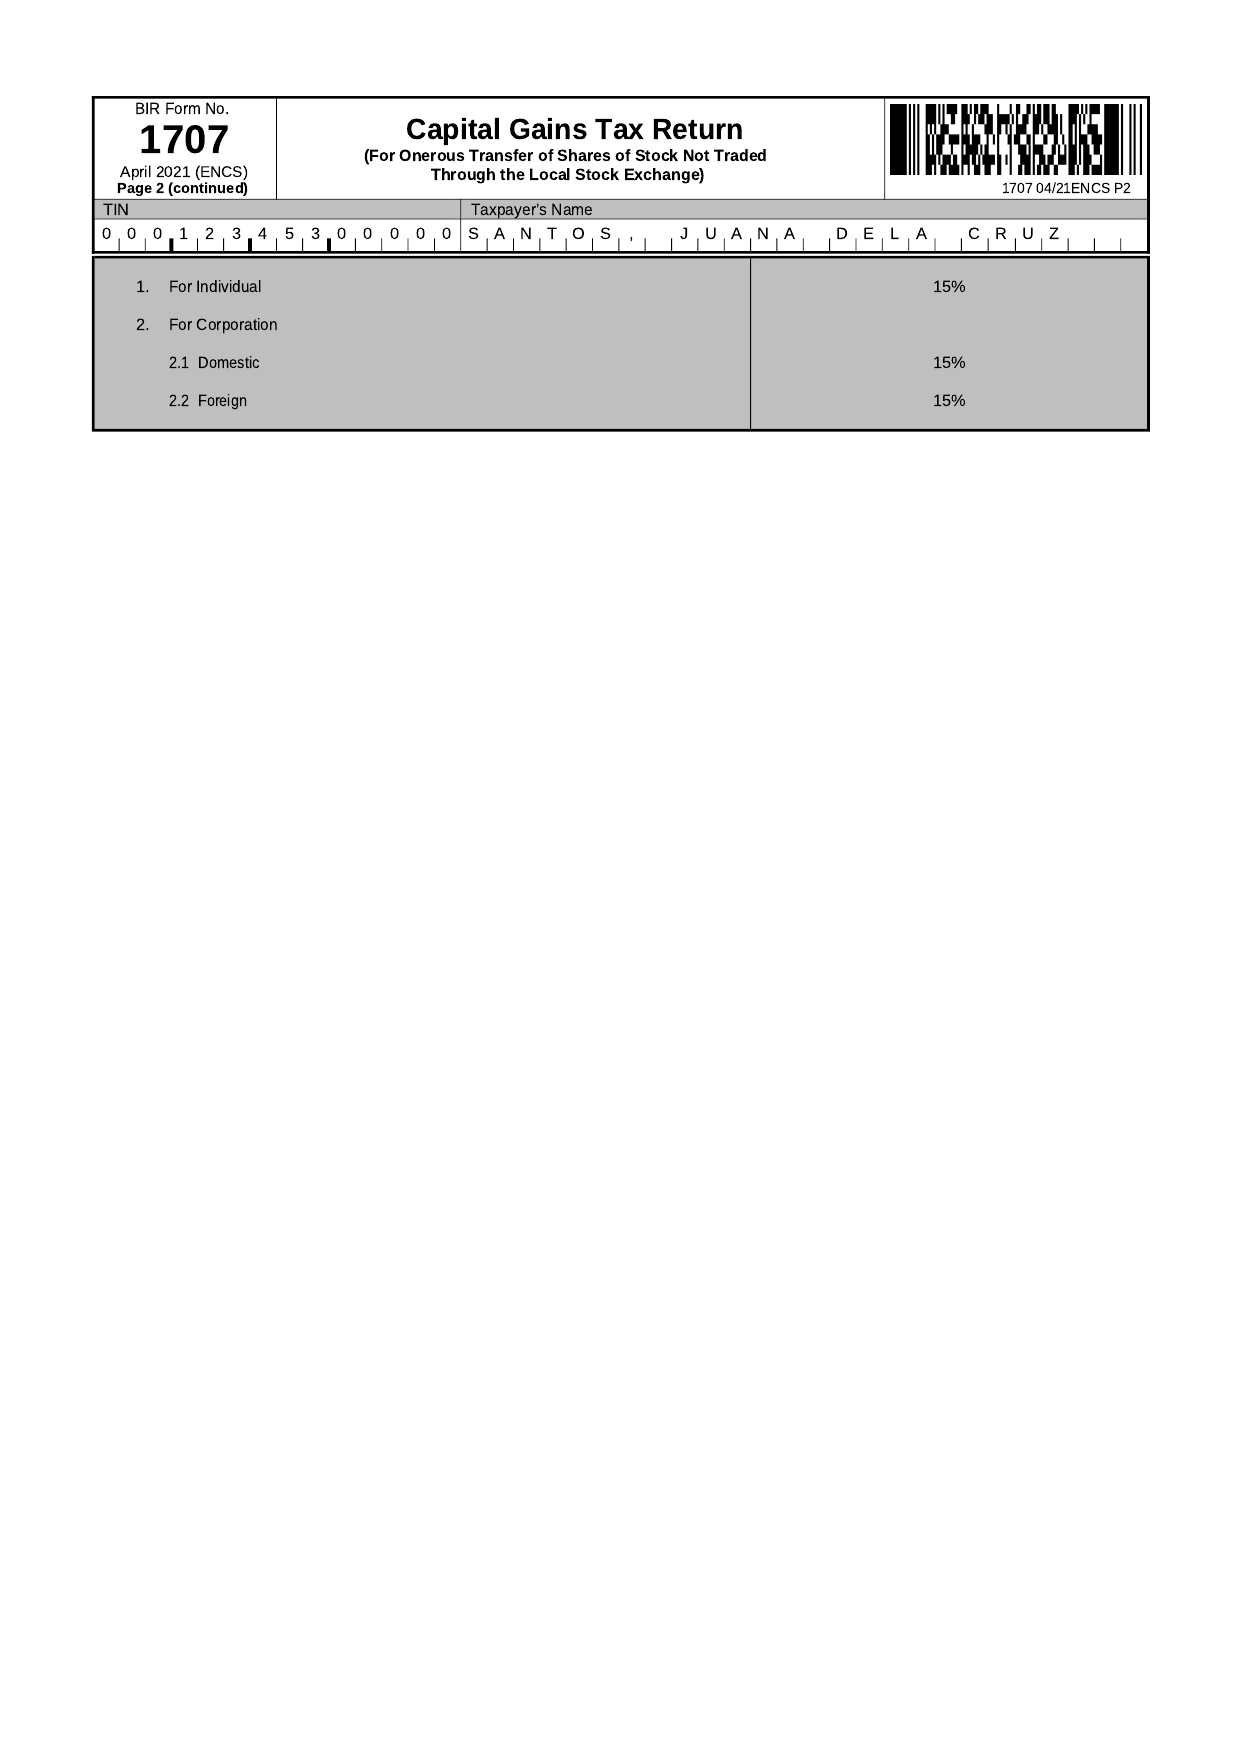 BIR Form No.
1707
April 2021 (ENCS)
Page 2 (continued)
Capital Gains Tax Return
(For Onerous Transfer of Shares of Stock Not Traded
Through the Local Stock Exchange)
1707 04/21ENCS P2
TIN Taxpayer's Name
0 0 0 1 2 3 4 5 3 0 0 0 0 0 S A N T O S , J U A N A D E L A C R U Z
1. For Individual 15%
2. For Corporation
2.1 Domestic 15%
2.2 Foreign 15%